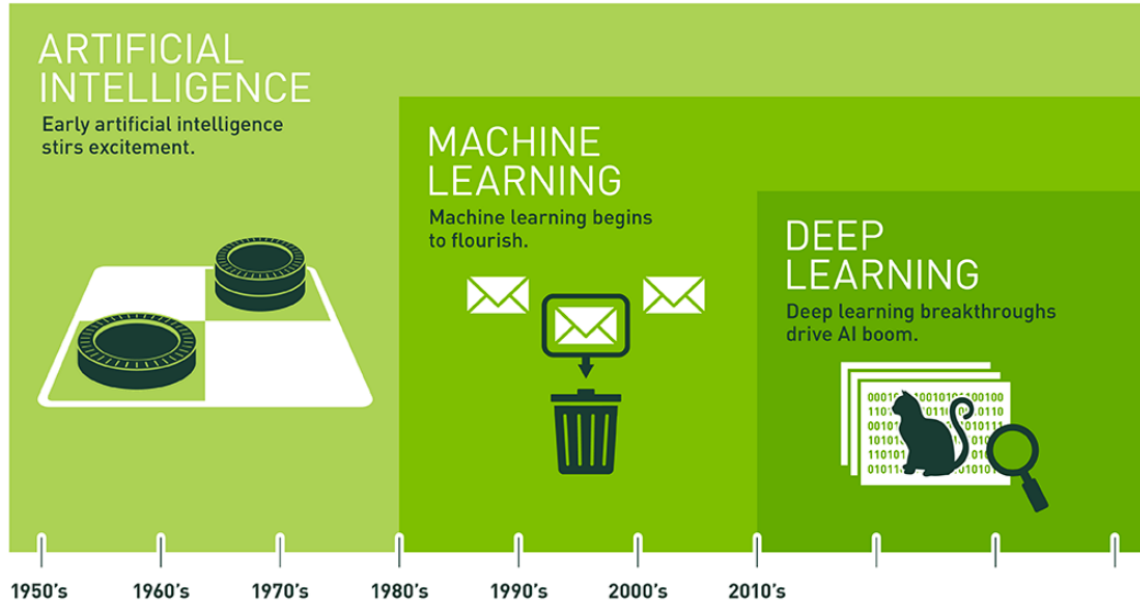 ARTIFICIAL
INTELLIGENCE
Early artificial intelligence
stirs excitement.
MACHINE
LEARNING
Machine learning begins
to flourish.
DEEP
LEARNING
Deep learning breakthroughs
drive AI boom.
1950's
1960's
1970's
1980's
1990's
2000's
2010's